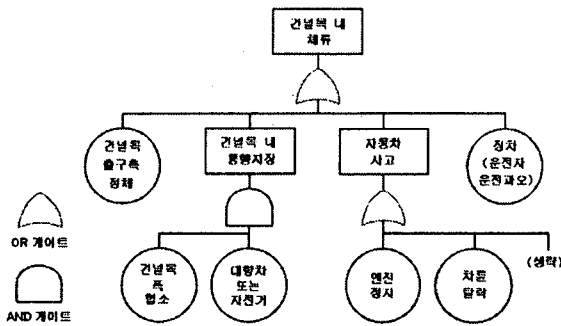 건널목 내
체류
건널목
출구측
정체
건널목 내
통행지장
자동차
사고
정차
(운전자
운전과오)
OR 게이트
AND 게이트
건널목
폭
협소
대향차
또는
자전거
엔진
정지
차륜
탈락
(생략)